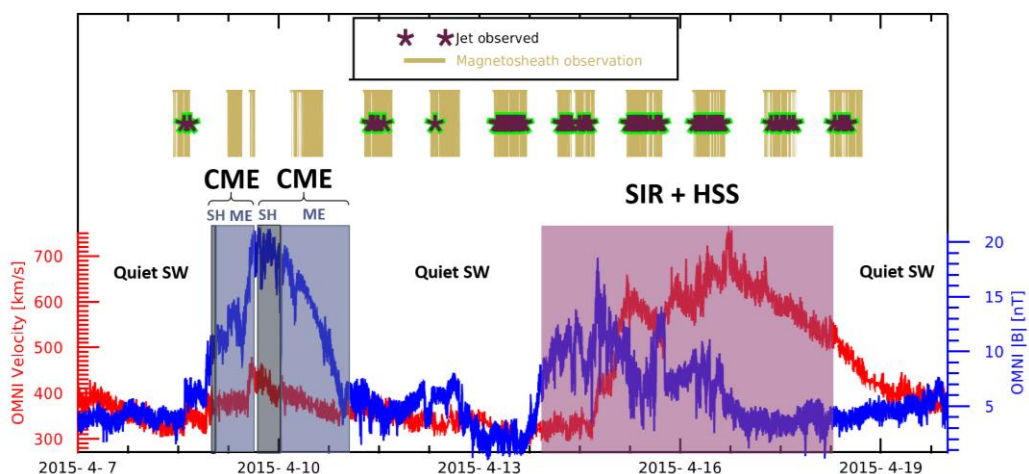 Jet observed
Magnetosheath observation
CME CME
SH ME SH ME
SIR + HSS
700
600
500
400
300
OMNI Velocity [km/s]
Quiet SW
Quiet SW
Quiet SW
20
15
10
5
OMNI |B| [nT]
2015-4- 7 2015-4-10 2015-4-13 2015-4-16 2015-4-19